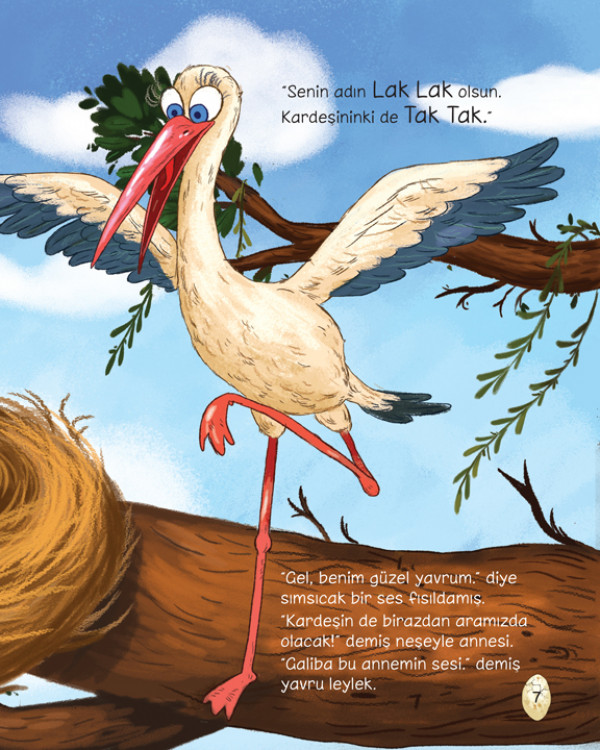 "Senin adın Lak Lak olsun.
Kardeşininki de Tak Tak."
"Gel, benim güzel yavrum." diye
sımsıcak bir ses fısıldamış.
"Kardeşin de birazdan aramızda
olacak!" demiş neşeyle annesi.
"Galiba bu annemin sesi." demiş
yavru leylek.
7